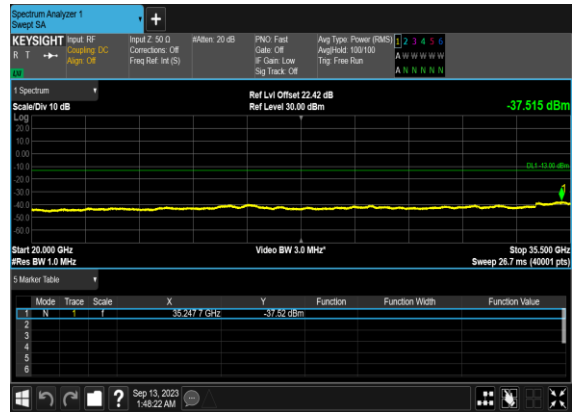 Spectrum Analyzer 1
Swept SA
KEYSIGHT Input: RF Input Z: 50 Ω #Atten: 20 dB PNO: Fast Avg Type: Power (RMS) 1 2 3 4 5 6
R T Coupling: DC Corrections: Off Gate: Off Avg|Hold: 100/100 A W W W W W
Align: Off Freq Ref: Int (S) IF Gain: Low Trig: Free Run
LW Sig Track: Off A N N N N N
1 Spectrum
Ref Lvl Offset 22.42 dB
Scale/Div 10 dB Ref Level 30.00 dBm -37.515 dBm
Log
20.0
10.0
0.00
-10.0
DL1 -13.00 dBm
-20.0
-30.0
-40.0
-50.0
-60.0
Start 20.000 GHz Video BW 3.0 MHz* Stop 35.500 GHz
#Res BW 1.0 MHz Sweep 26.7 ms (40001 pts)
5 Marker Table
Mode Trace Scale X Y Function Function Width Function Value
1 N 1 f 35.247 7 GHz -37.52 dBm
2
3
4
5
6
Sep 13, 2023
1:48:22 AM